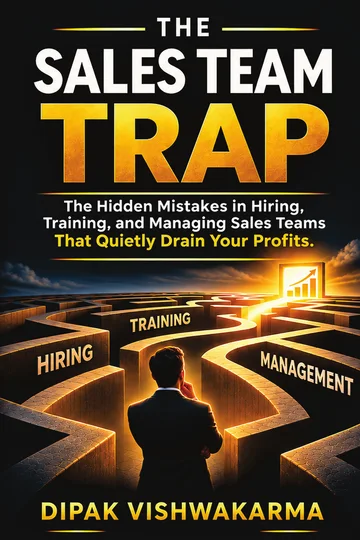 THE
SALES TEAM
TRAP
The Hidden Mistakes in Hiring,
Training, and Managing Sales Teams
That Quietly Drain Your Profits.
TRAINING
HIRING
MANAGEMENT
DIPAK VISHWAKARMA